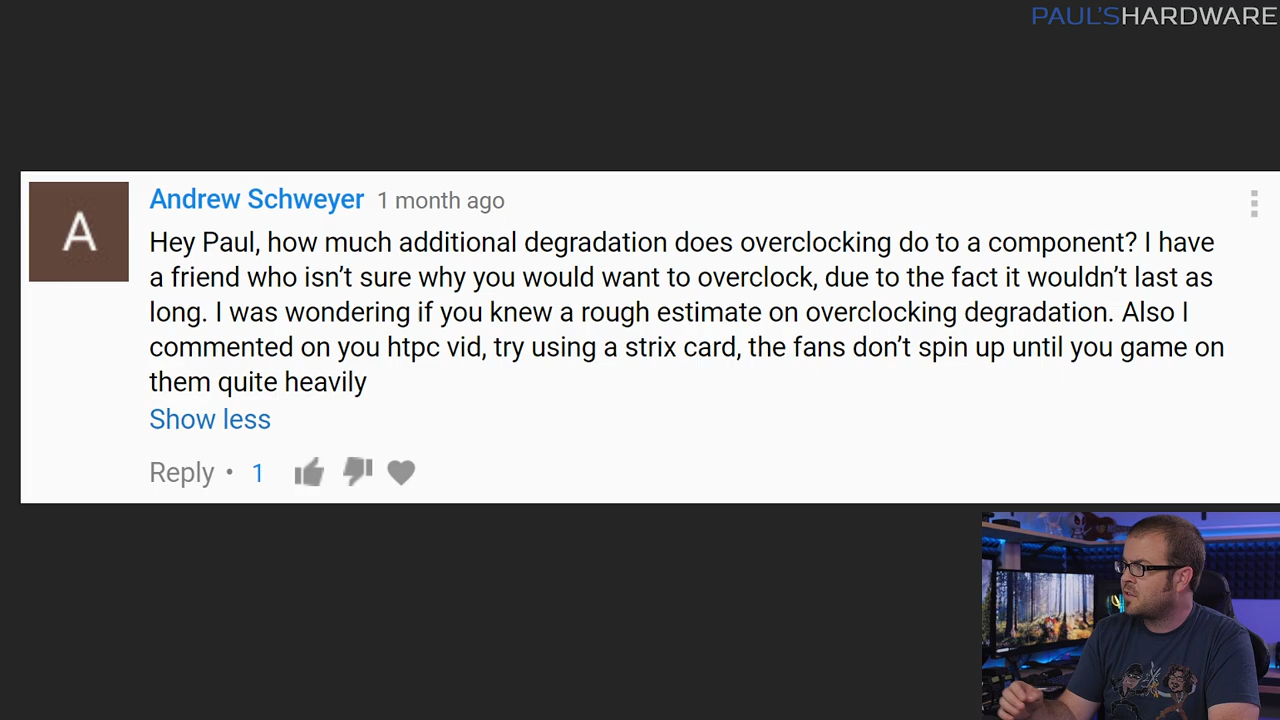 PAUL'SHARDWARE
A
Andrew Schweyer 1 month ago
Hey Paul, how much additional degradation does overclocking do to a component? I have
a friend who isn’t sure why you would want to overclock, due to the fact it wouldn’t last as
long. I was wondering if you knew a rough estimate on overclocking degradation. Also I
commented on you htpc vid, try using a strix card, the fans don’t spin up until you game on
them quite heavily
Show less
Reply • 1